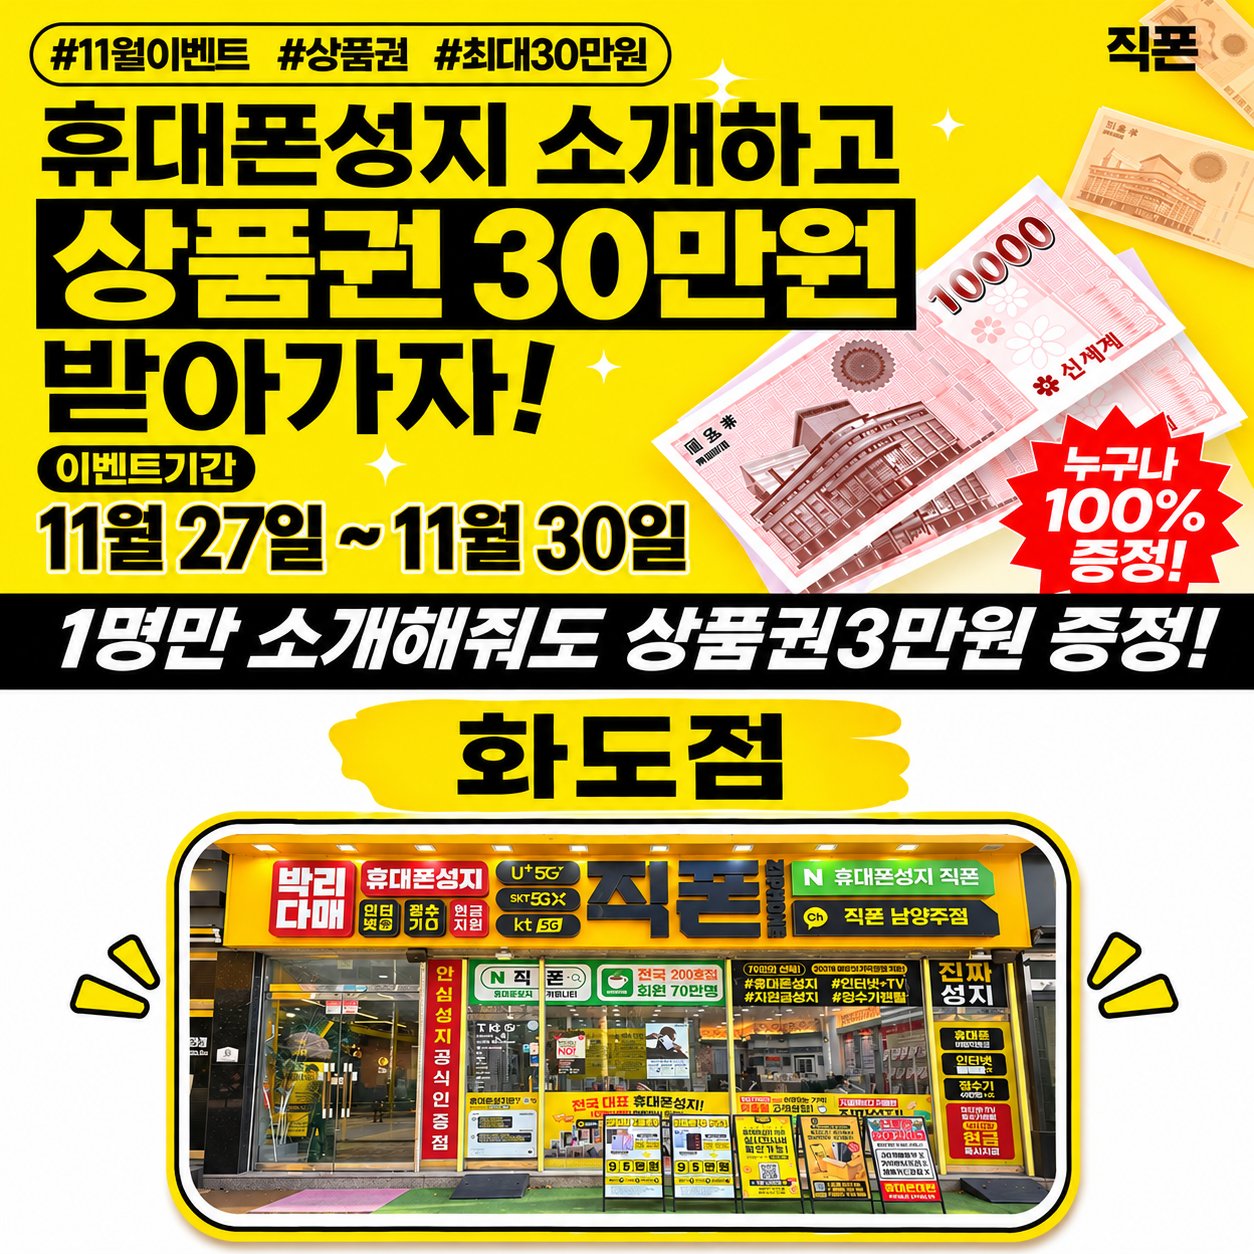 #11월이벤트 #상품권 #최대30만원
직폰
휴대폰성지 소개하고
상품권 30만원
받아가자!
10000
신세계
이벤트기간
11월 27일 ~ 11월 30일
누구나
100%
증정!
1명만 소개해줘도 상품권3만원 증정!
화도점
박리
다매
휴대폰성지
인터
넷
정수
기
현금
지원
U+5G
SKT 5GX
kt 5G
직폰
ZIPHONE
N 휴대폰성지 직폰
Ch 직폰 남양주점
안심성지공식인증점
N 직폰
전국 200호점
회원 70만명
#휴대폰성지 #인터넷+TV
#지원금성지 #정수기렌탈
진짜
성지
휴대폰
인터넷
정수기
현금
즉시지급
NO!
전국 대표 휴대폰성지!